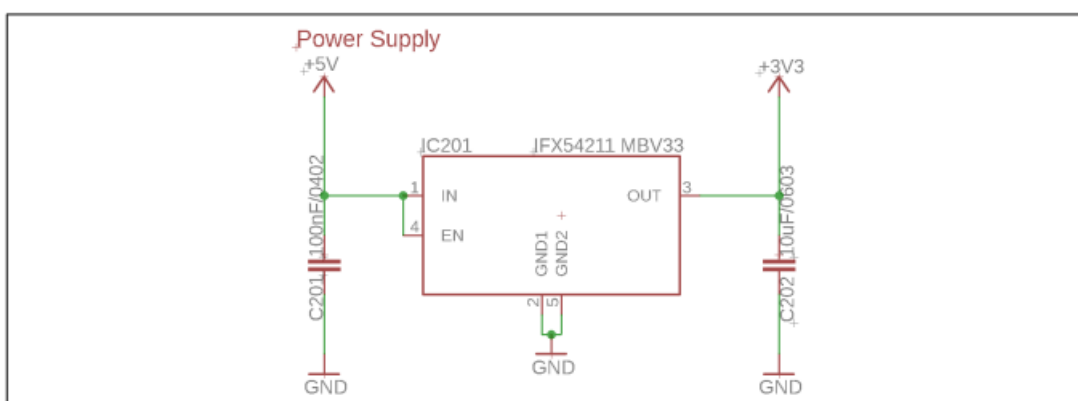 Power Supply
+5V
+3V3
IC201
IFX54211 MBV33
100nF/0402
C201
1
IN
4
EN
OUT
3
GND1
GND2
2
5
10uF/0603
C202
GND
GND
GND